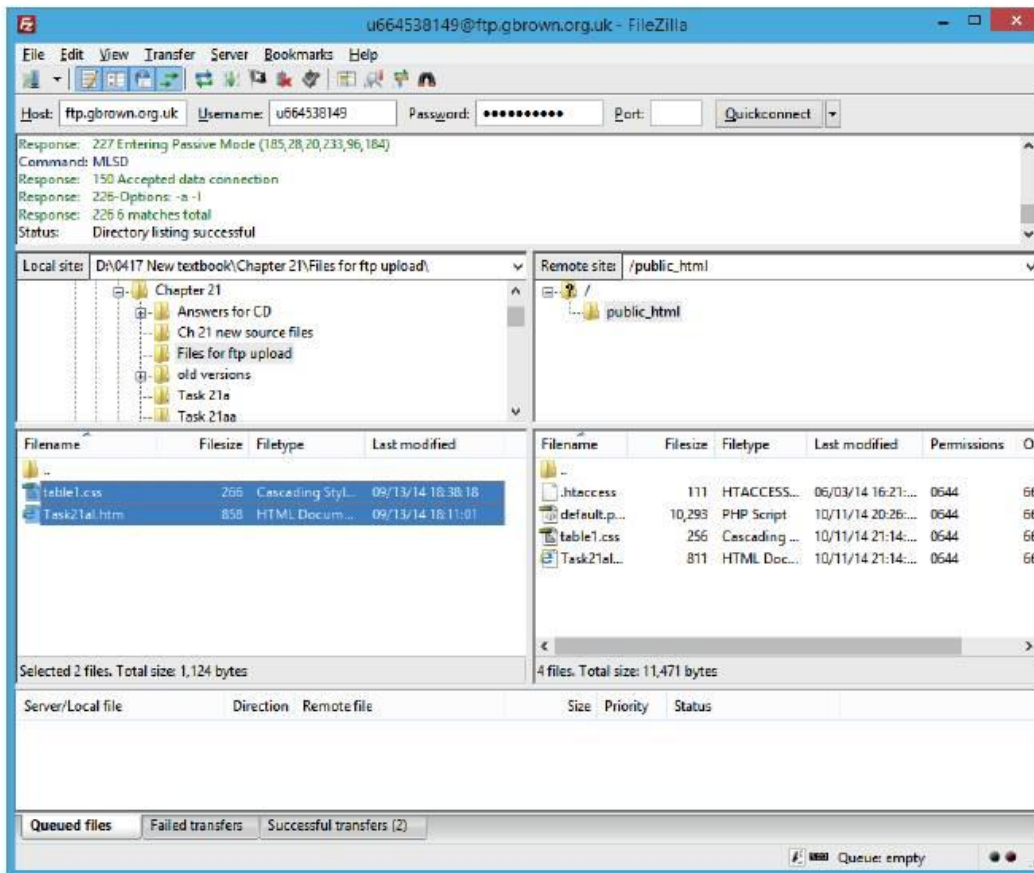 u664538149@ftp.gbrown.org.uk - FileZilla
File Edit View Transfer Server Bookmarks Help
Host: ftp.gbrown.org.uk Username: u664538149 Password: •••••••••• Port: Quickconnect
Response: 227 Entering Passive Mode (185,28,20,233,96,184)
Command: MLSD
Response: 150 Accepted data connection
Response: 226-Options: -a -l
Response: 226 6 matches total
Status: Directory listing successful
Local site: D:\0417 New textbook\Chapter 21\Files for ftp upload\
Chapter 21
Answers for CD
Ch 21 new source files
Files for ftp upload
old versions
Task 21a
Task 21aa
Remote site: /public_html
/
public_html
Filename Filesize Filetype Last modified
..
table1.css 266 Cascading Styl... 09/13/14 18:38:18
Task21al.htm 858 HTML Docum... 09/13/14 18:11:01
Selected 2 files. Total size: 1,124 bytes
Filename Filesize Filetype Last modified Permissions O
..
.htaccess 111 HTACCESS... 06/03/14 16:21:... 0644 66
default.p... 10,293 PHP Script 10/11/14 20:26:... 0644 66
table1.css 256 Cascading ... 10/11/14 21:14:... 0644 66
Task21al... 811 HTML Doc... 10/11/14 21:14:... 0644 66
4 files. Total size: 11,471 bytes
Server/Local file Direction Remote file Size Priority Status
Queued files Failed transfers Successful transfers (2)
Queue: empty